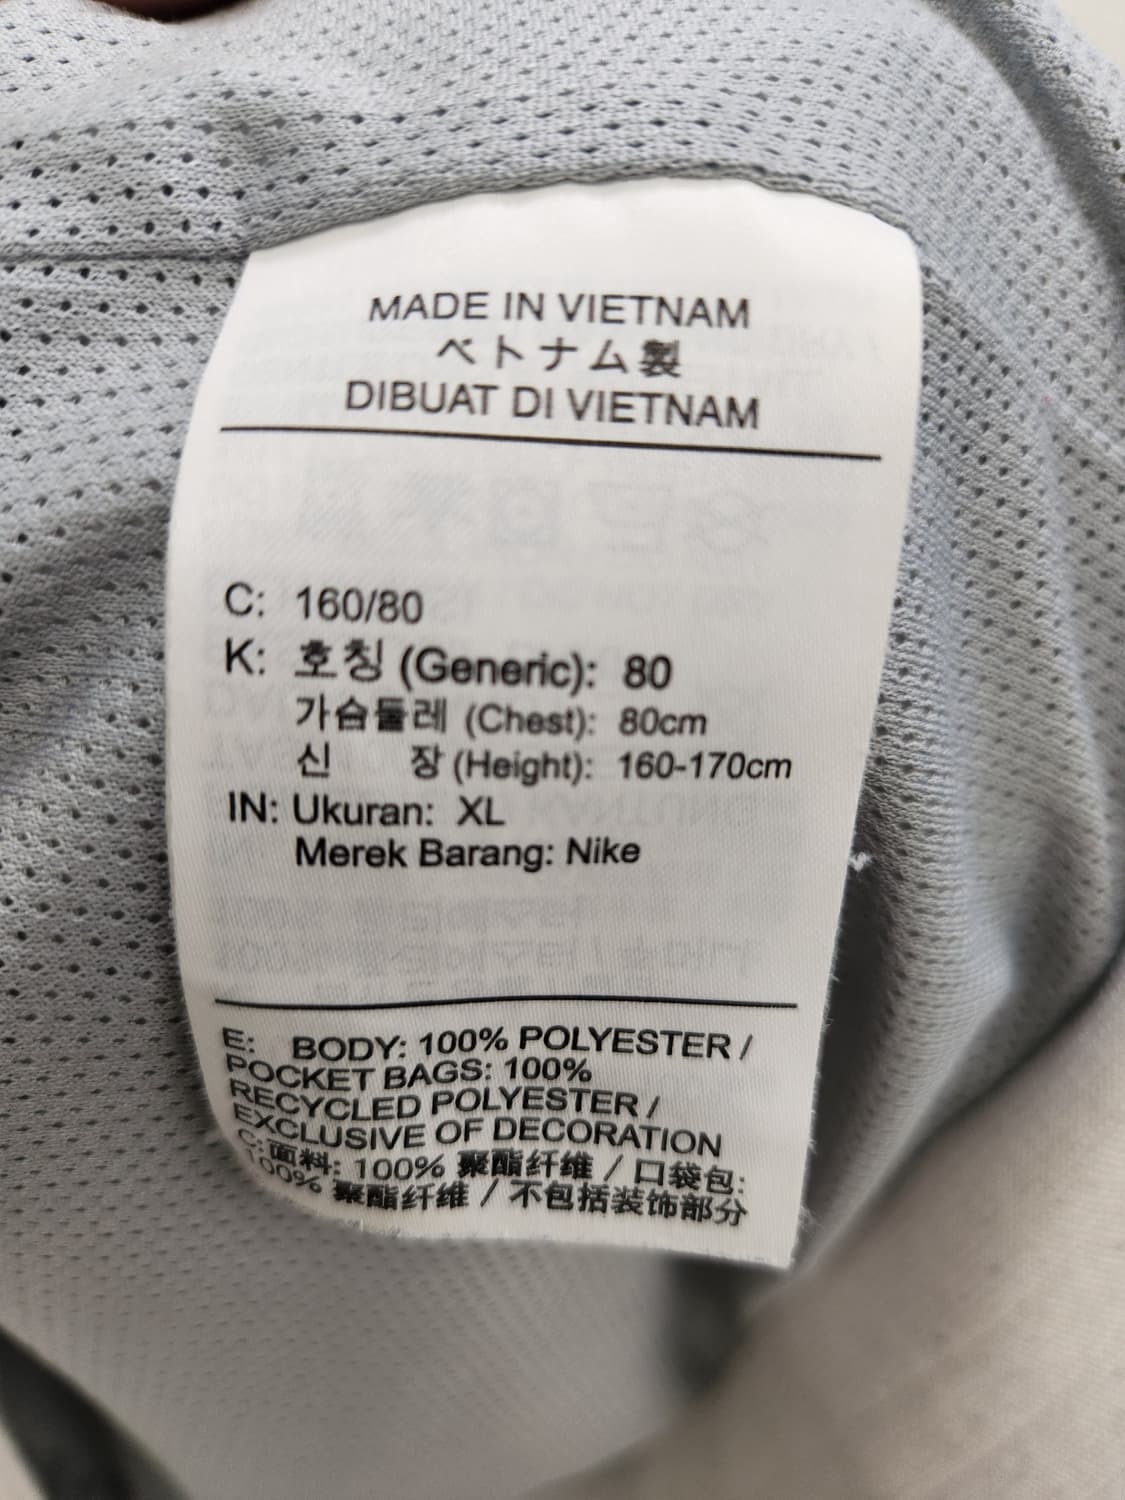 MADE IN VIETNAM
ベトナム製
DIBUAT DI VIETNAM
C: 160/80
K: 호칭 (Generic): 80
가슴둘레 (Chest): 80cm
신 장 (Height): 160-170cm
IN: Ukuran: XL
Merek Barang: Nike
E: BODY: 100% POLYESTER /
POCKET BAGS: 100%
RECYCLED POLYESTER /
EXCLUSIVE OF DECORATION
C: 面料: 100% 聚酯纤维 / 口袋包:
100% 聚酯纤维 / 不包括装饰部分